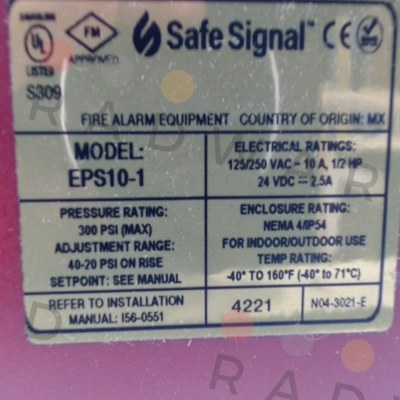 UL
LISTED
S309
FM
APPROVED
Safe Signal™ CE
FIRE ALARM EQUIPMENT COUNTRY OF ORIGIN: MX
MODEL:
EPS10-1
ELECTRICAL RATINGS:
125/250 VAC ~ 10 A, 1/2 HP
24 VDC ⎓ 2.5A
PRESSURE RATING:
300 PSI (MAX)
ADJUSTMENT RANGE:
40-20 PSI ON RISE
SETPOINT: SEE MANUAL
ENCLOSURE RATING:
NEMA 4/IP54
FOR INDOOR/OUTDOOR USE
TEMP RATING:
-40° TO 160°F (-40° to 71°C)
REFER TO INSTALLATION
MANUAL: I56-0551
4221
N04-3021-E